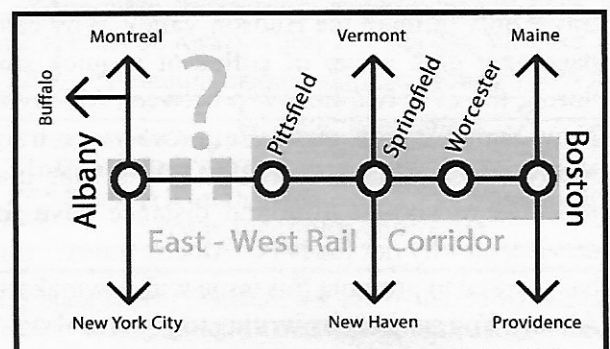 Montreal
Vermont
Maine
Buffalo
?
Albany
Pittsfield
Springfield
Worcester
Boston
East - West Rail Corridor
New York City
New Haven
Providence